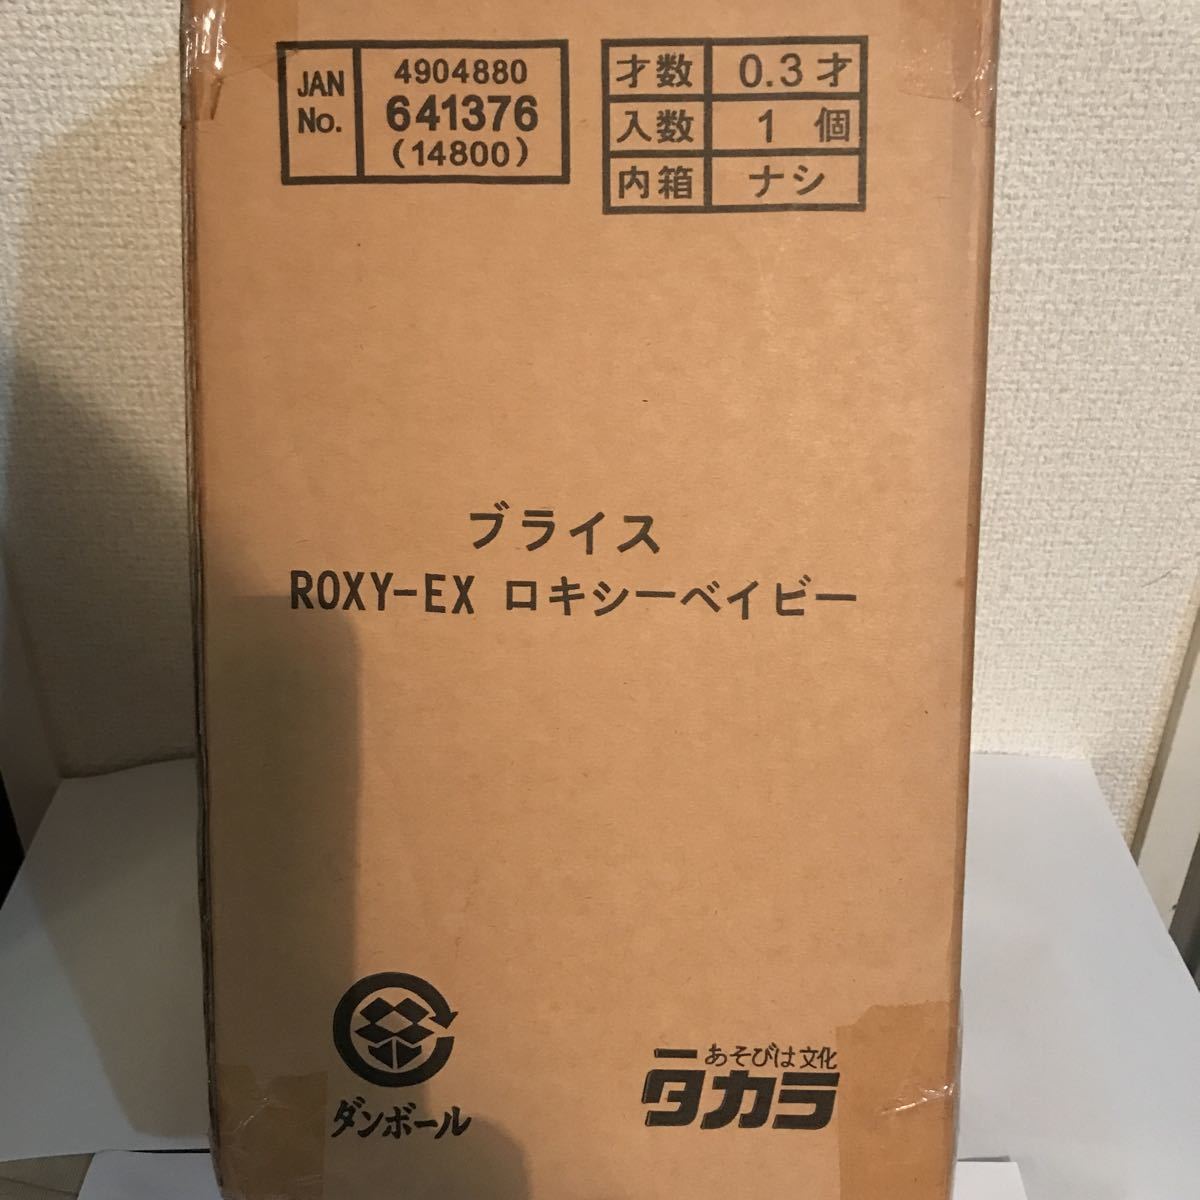 JAN No. 4904880
641376
(14800)
才数 0.3才
入数 1 個
内箱 ナシ
ブライス
ROXY-EX ロキシーベイビー
ダンボール
あそびは文化
タカラ